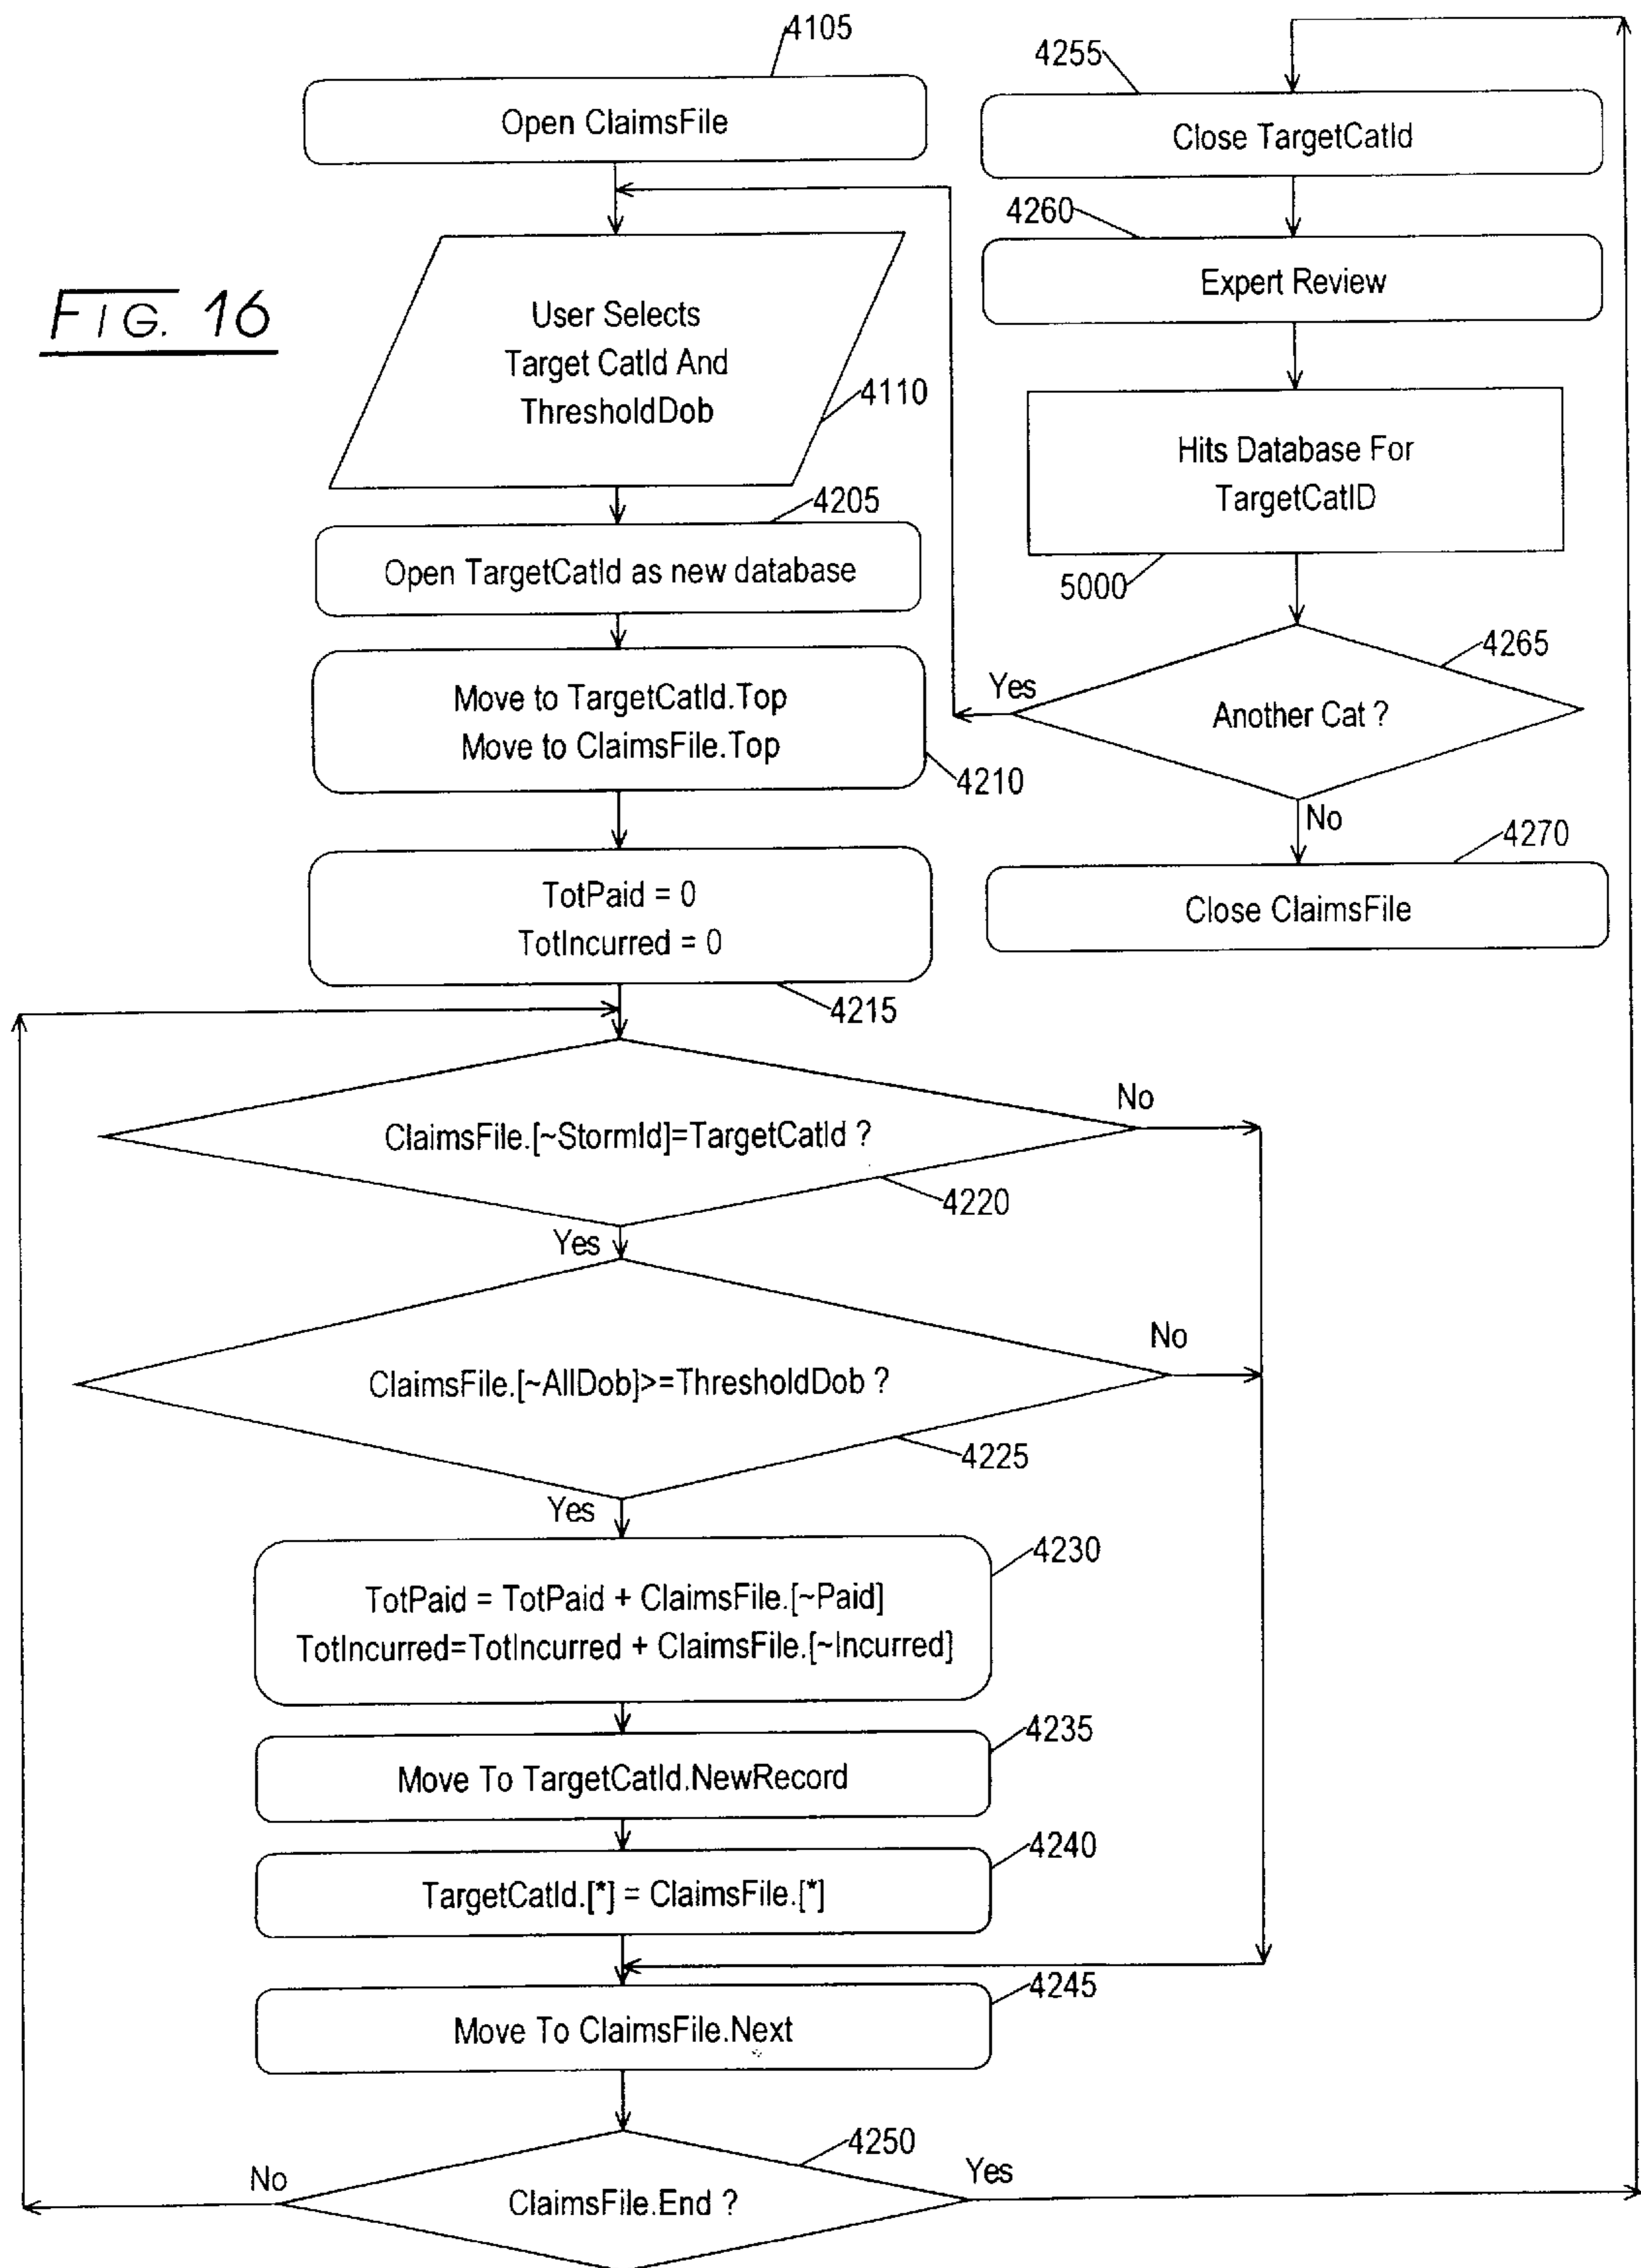 FIG. 16
4105
Open ClaimsFile
User Selects
Target CatId And
ThresholdDob
4110
4205
Open TargetCatId as new database
Move to TargetCatId.Top
Move to ClaimsFile.Top
4210
TotPaid = 0
TotIncurred = 0
4215
ClaimsFile.[~StormId]=TargetCatId ?
No
4220
Yes
ClaimsFile.[~AllDob]>=ThresholdDob ?
No
4225
Yes
4230
TotPaid = TotPaid + ClaimsFile.[~Paid]
TotIncurred=TotIncurred + ClaimsFile.[~Incurred]
4235
Move To TargetCatId.NewRecord
4240
TargetCatId.[*] = ClaimsFile.[*]
4245
Move To ClaimsFile.Next
4250
No
ClaimsFile.End ?
Yes
4255
Close TargetCatId
4260
Expert Review
Hits Database For
TargetCatID
5000
4265
Yes
Another Cat ?
No
4270
Close ClaimsFile